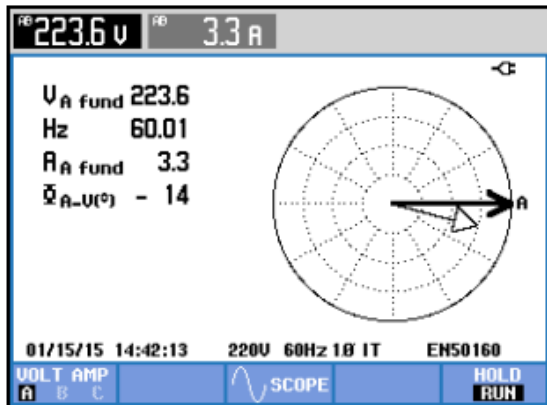 AB 223.6 V AB 3.3 A
V A fund 223.6
Hz 60.01
A A fund 3.3
Φ A-V(°) - 14
A
01/15/15 14:42:13 220V 60Hz 1Ø IT EN50160
VOLT AMP SCOPE HOLD
A B C RUN